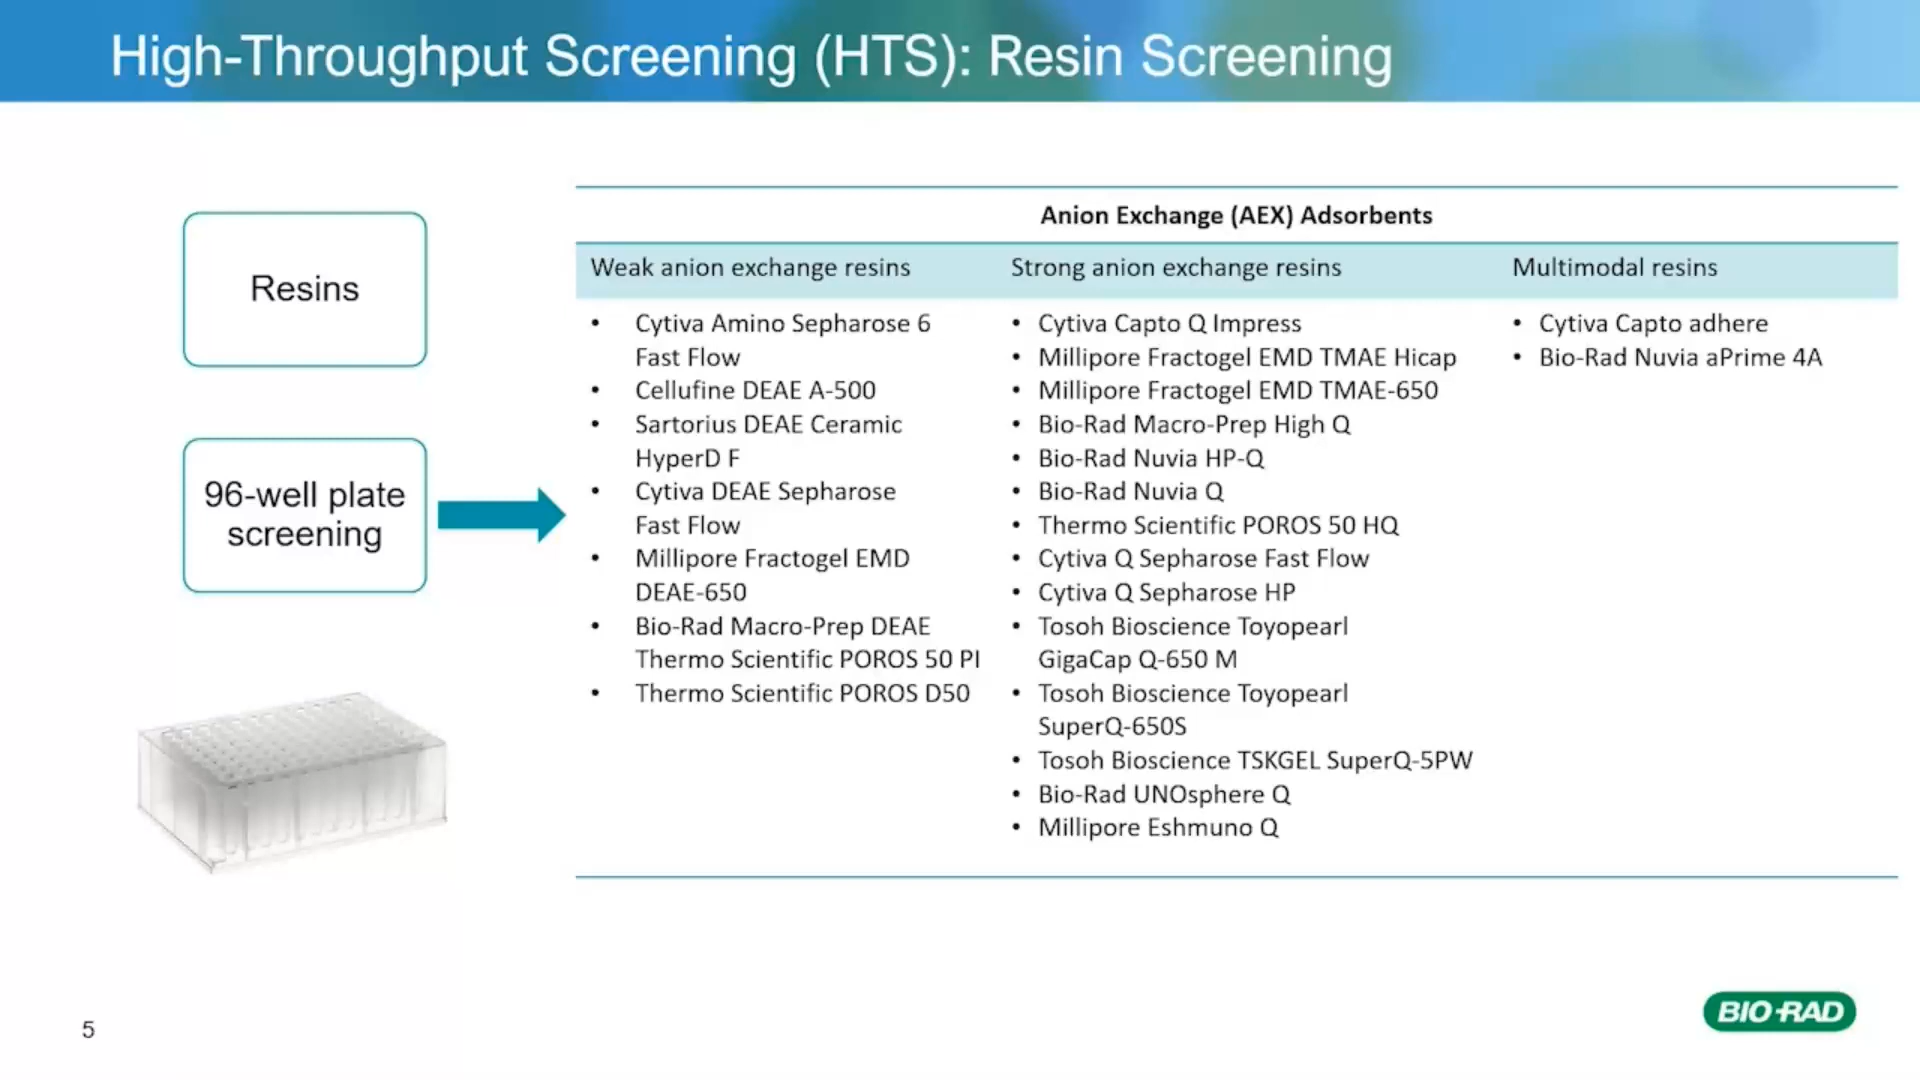 High-Throughput Screening (HTS): Resin Screening
Resins
96-well plate
screening
Anion Exchange (AEX) Adsorbents
Weak anion exchange resins
• Cytiva Amino Sepharose 6
Fast Flow
• Cellufine DEAE A-500
• Sartorius DEAE Ceramic
HyperD F
• Cytiva DEAE Sepharose
Fast Flow
• Millipore Fractogel EMD
DEAE-650
• Bio-Rad Macro-Prep DEAE
Thermo Scientific POROS 50 PI
• Thermo Scientific POROS D50
Strong anion exchange resins
• Cytiva Capto Q Impress
• Millipore Fractogel EMD TMAE Hicap
• Millipore Fractogel EMD TMAE-650
• Bio-Rad Macro-Prep High Q
• Bio-Rad Nuvia HP-Q
• Bio-Rad Nuvia Q
• Thermo Scientific POROS 50 HQ
• Cytiva Q Sepharose Fast Flow
• Cytiva Q Sepharose HP
• Tosoh Bioscience Toyopearl
GigaCap Q-650 M
• Tosoh Bioscience Toyopearl
SuperQ-650S
• Tosoh Bioscience TSKGEL SuperQ-5PW
• Bio-Rad UNOsphere Q
• Millipore Eshmuno Q
Multimodal resins
• Cytiva Capto adhere
• Bio-Rad Nuvia aPrime 4A
5
BIO-RAD